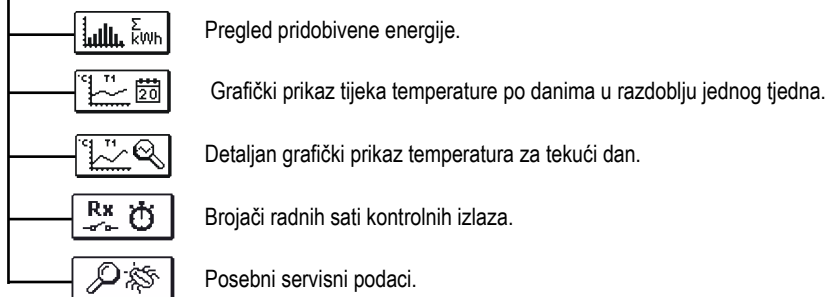 Σ
kWh
Pregled pridobivene energije.
°C T1
20
Grafički prikaz tijeka temperature po danima u razdoblju jednog tjedna.
°C T1
Detaljan grafički prikaz temperatura za tekući dan.
Rx
Brojači radnih sati kontrolnih izlaza.
Posebni servisni podaci.